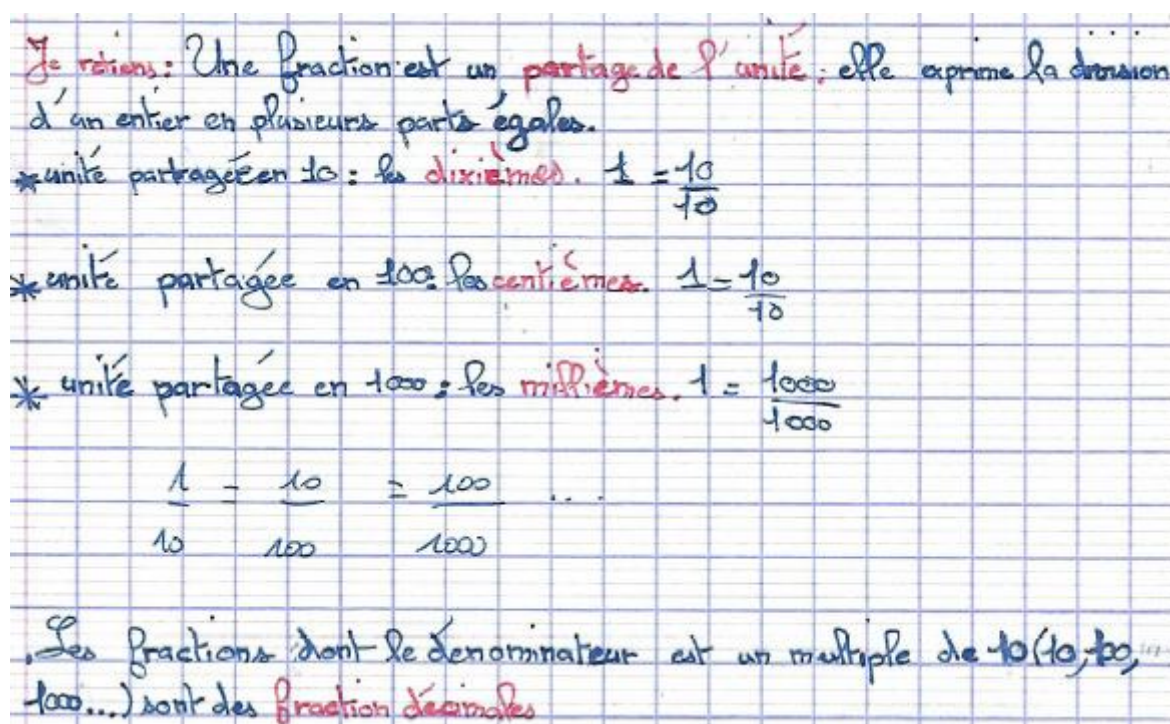 Je retiens: Une fraction est un partage de l'unité; elle exprime la division
d'un entier en plusieurs parts égales.
* unité partragée en 10: les dixièmes. 1 = 10/10
* unité partagée en 100: les centièmes. 1 = 10/10
* unité partagée en 1000: les millièmes. 1 = 1000/1000
1/10 = 10/100 = 100/1000 ...
. Les fractions dont le dénominateur est un multiple de 10 (10, 100,
1000...) sont des fraction décimales